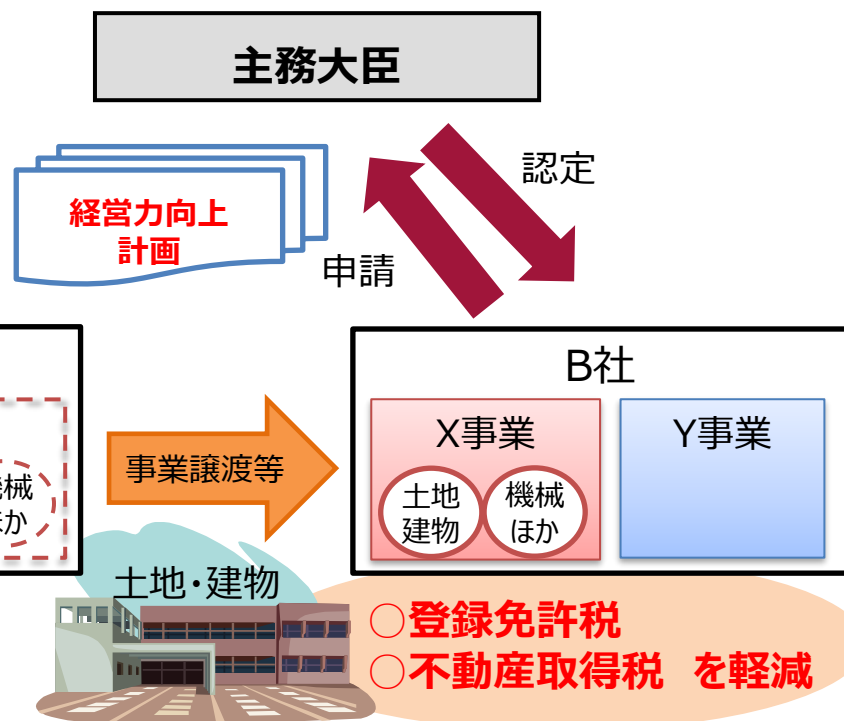 主務大臣
認定
経営力向上
計画
申請
B社
X事業
Y事業
土地
建物
機械
ほか
事業譲渡等
械
か
土地・建物
○登録免許税
○不動産取得税 を軽減